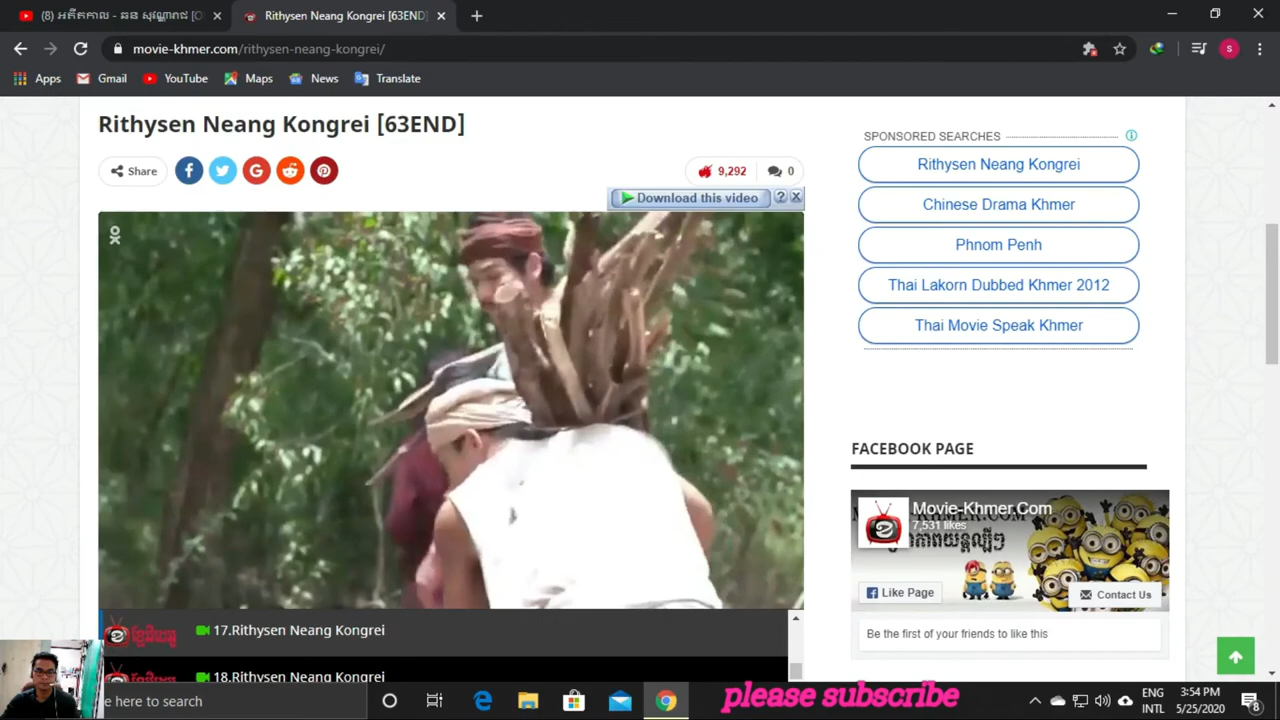 (8) អតីតកាល - ឆន សុវណ្ណរាជ [O
Rithysen Neang Kongrei [63END]
movie-khmer.com/rithysen-neang-kongrei/
S
Apps
Gmail
YouTube
Maps
News
Translate
Rithysen Neang Kongrei [63END]
Share
9,292
0
Download this video
SPONSORED SEARCHES
Rithysen Neang Kongrei
Chinese Drama Khmer
Phnom Penh
Thai Lakorn Dubbed Khmer 2012
Thai Movie Speak Khmer
FACEBOOK PAGE
Movie-Khmer.Com
7,531 likes
Like Page
Contact Us
Be the first of your friends to like this
17.Rithysen Neang Kongrei
18.Rithysen Neang Kongrei
e here to search
please subscribe
ENG
INTL
3:54 PM
5/25/2020
8